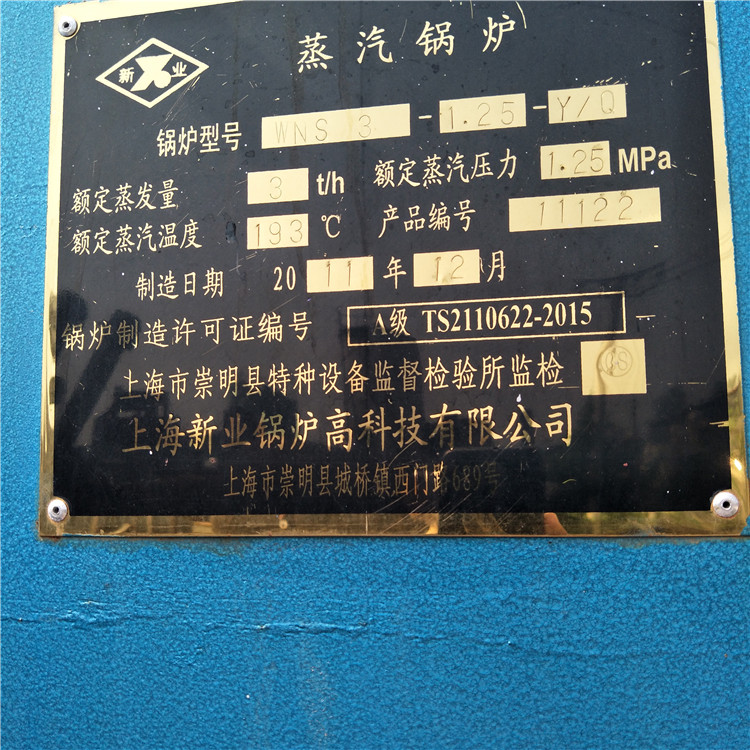 新业
蒸汽锅炉
锅炉型号 WNS 3 - 1.25 - Y/Q
额定蒸发量 3 t/h 额定蒸汽压力 1.25 MPa
额定蒸汽温度 193 ℃ 产品编号 11122
制造日期 20 11 年 12 月
锅炉制造许可证编号 A级 TS2110622-2015
上海市崇明县特种设备监督检验所监检 CS
上海新业锅炉高科技有限公司
上海市崇明县城桥镇西门路689号